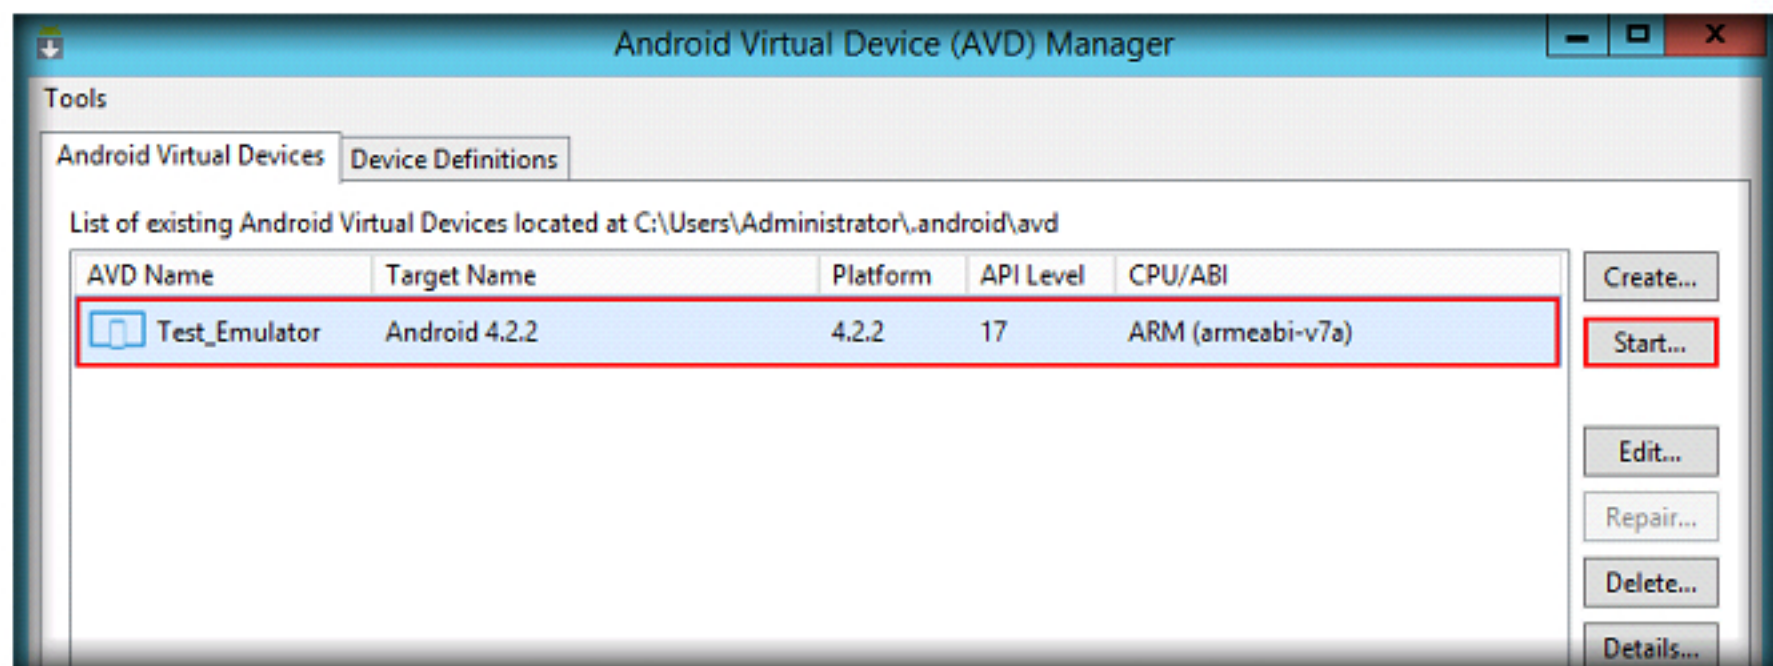 Android Virtual Device (AVD) Manager
Tools
Android Virtual Devices Device Definitions
List of existing Android Virtual Devices located at C:\Users\Administrator\.android\avd
AVD Name Target Name Platform API Level CPU/ABI
Create...
Test_Emulator Android 4.2.2 4.2.2 17 ARM (armeabi-v7a)
Start...
Edit...
Repair...
Delete...
Details...